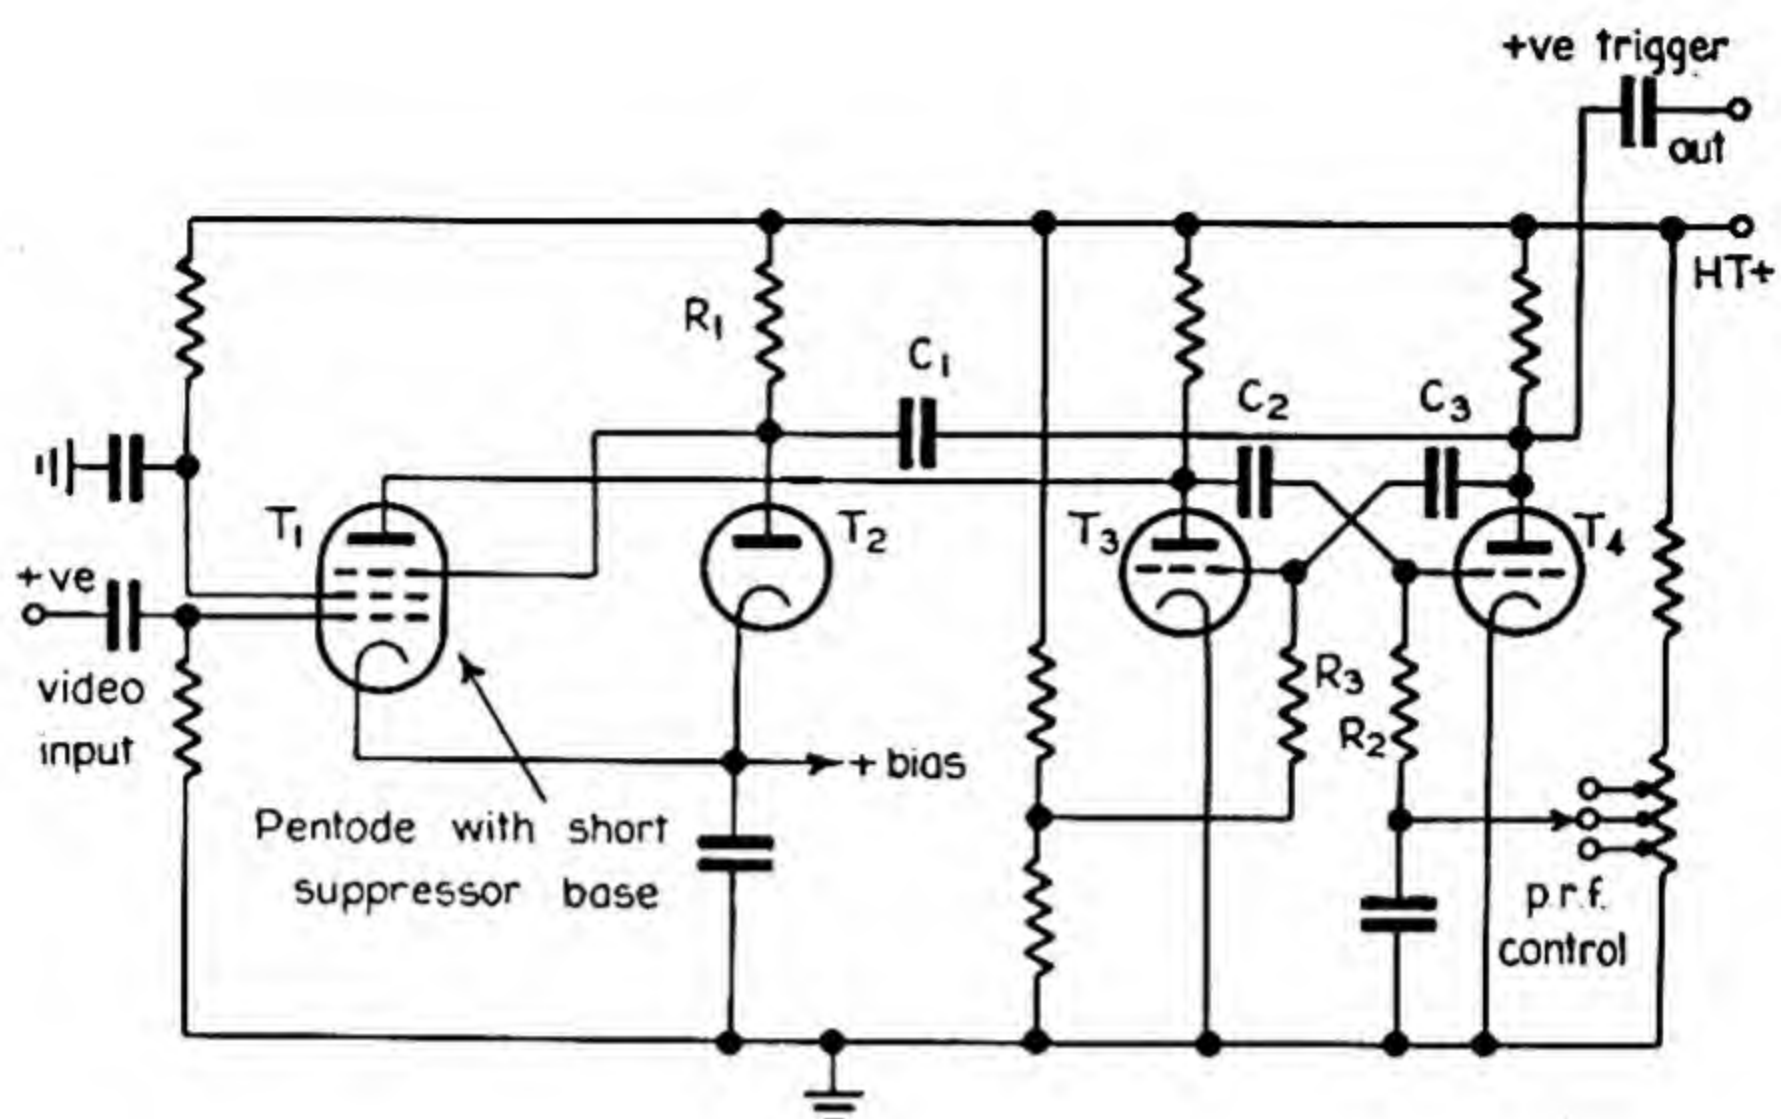 +ve trigger
out
HT+
R1
C1
C2
C3
T1
T2
T3
T4
+ve
video
input
R3
R2
+ bias
Pentode with short
suppressor base
p.r.f.
control